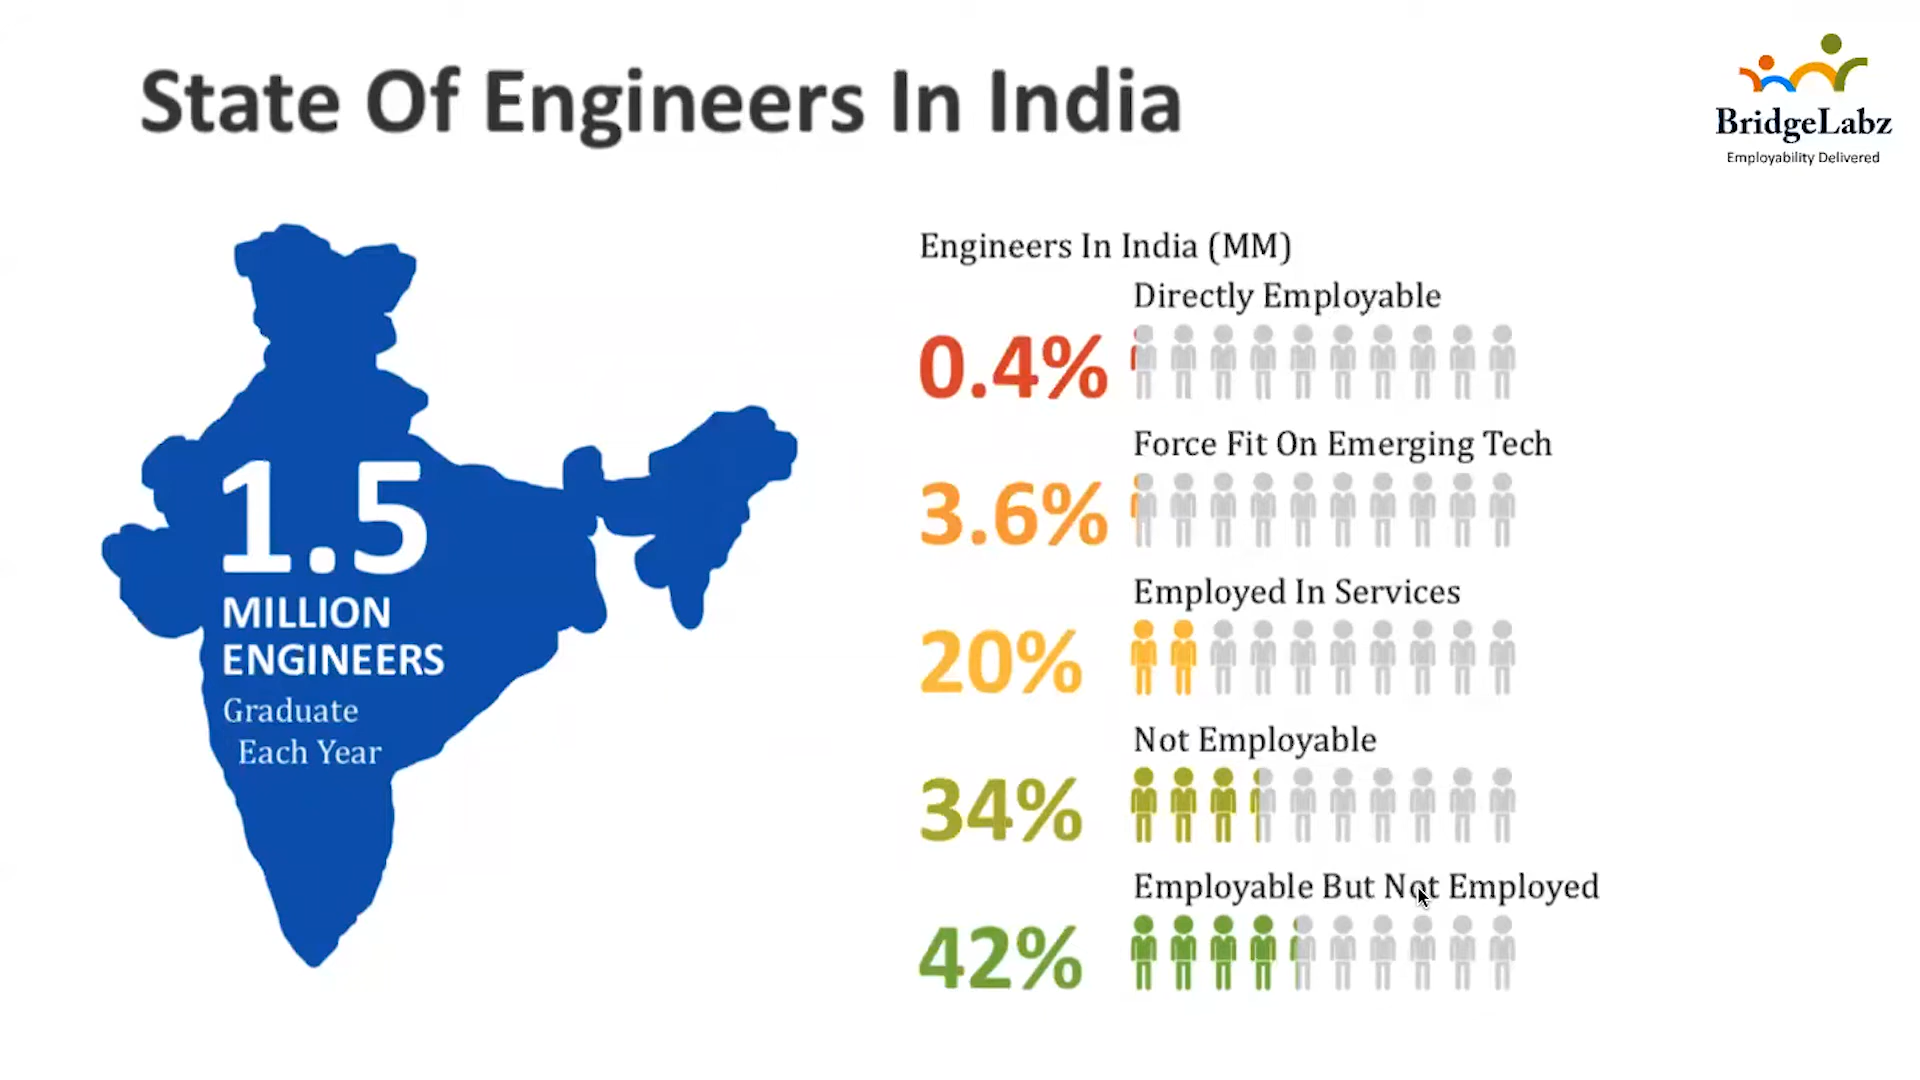 State Of Engineers In India
BridgeLabz
Employability Delivered
1.5
MILLION
ENGINEERS
Graduate
Each Year
Engineers In India (MM)
Directly Employable
0.4%
Force Fit On Emerging Tech
3.6%
Employed In Services
20%
Not Employable
34%
Employable But Not Employed
42%